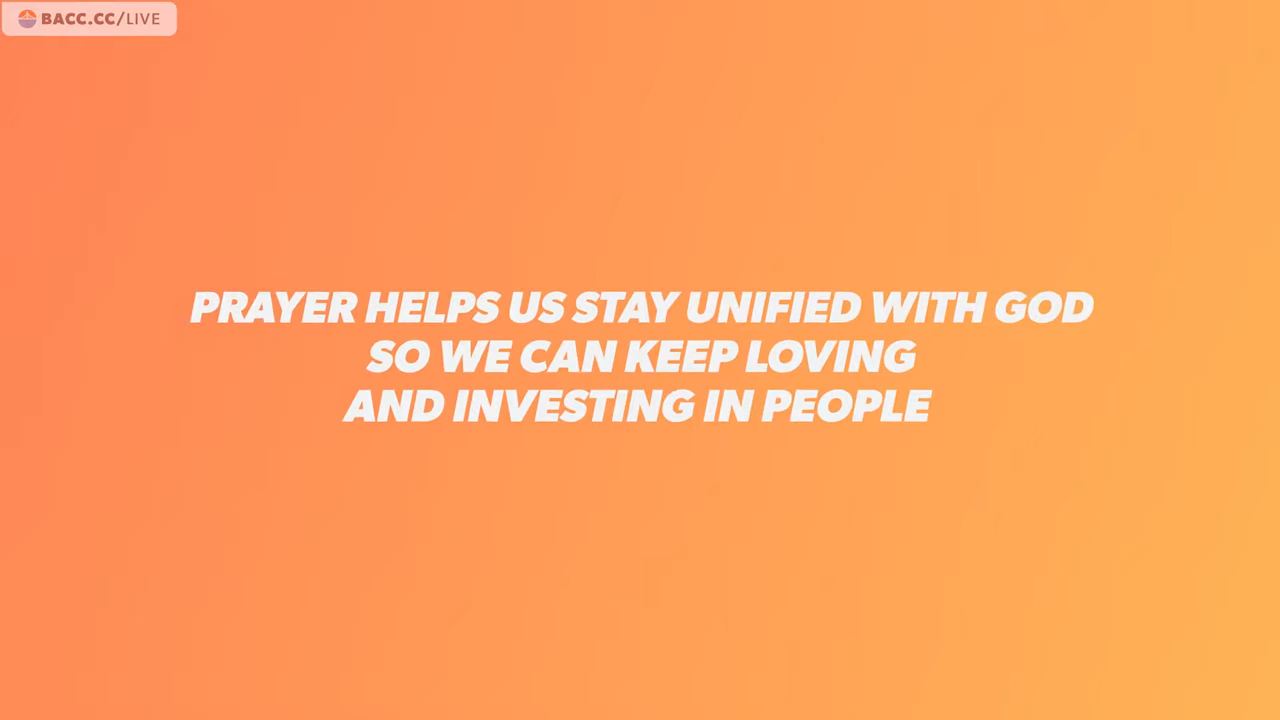 BACC.CC/LIVE
PRAYER HELPS US STAY UNIFIED WITH GOD
SO WE CAN KEEP LOVING
AND INVESTING IN PEOPLE